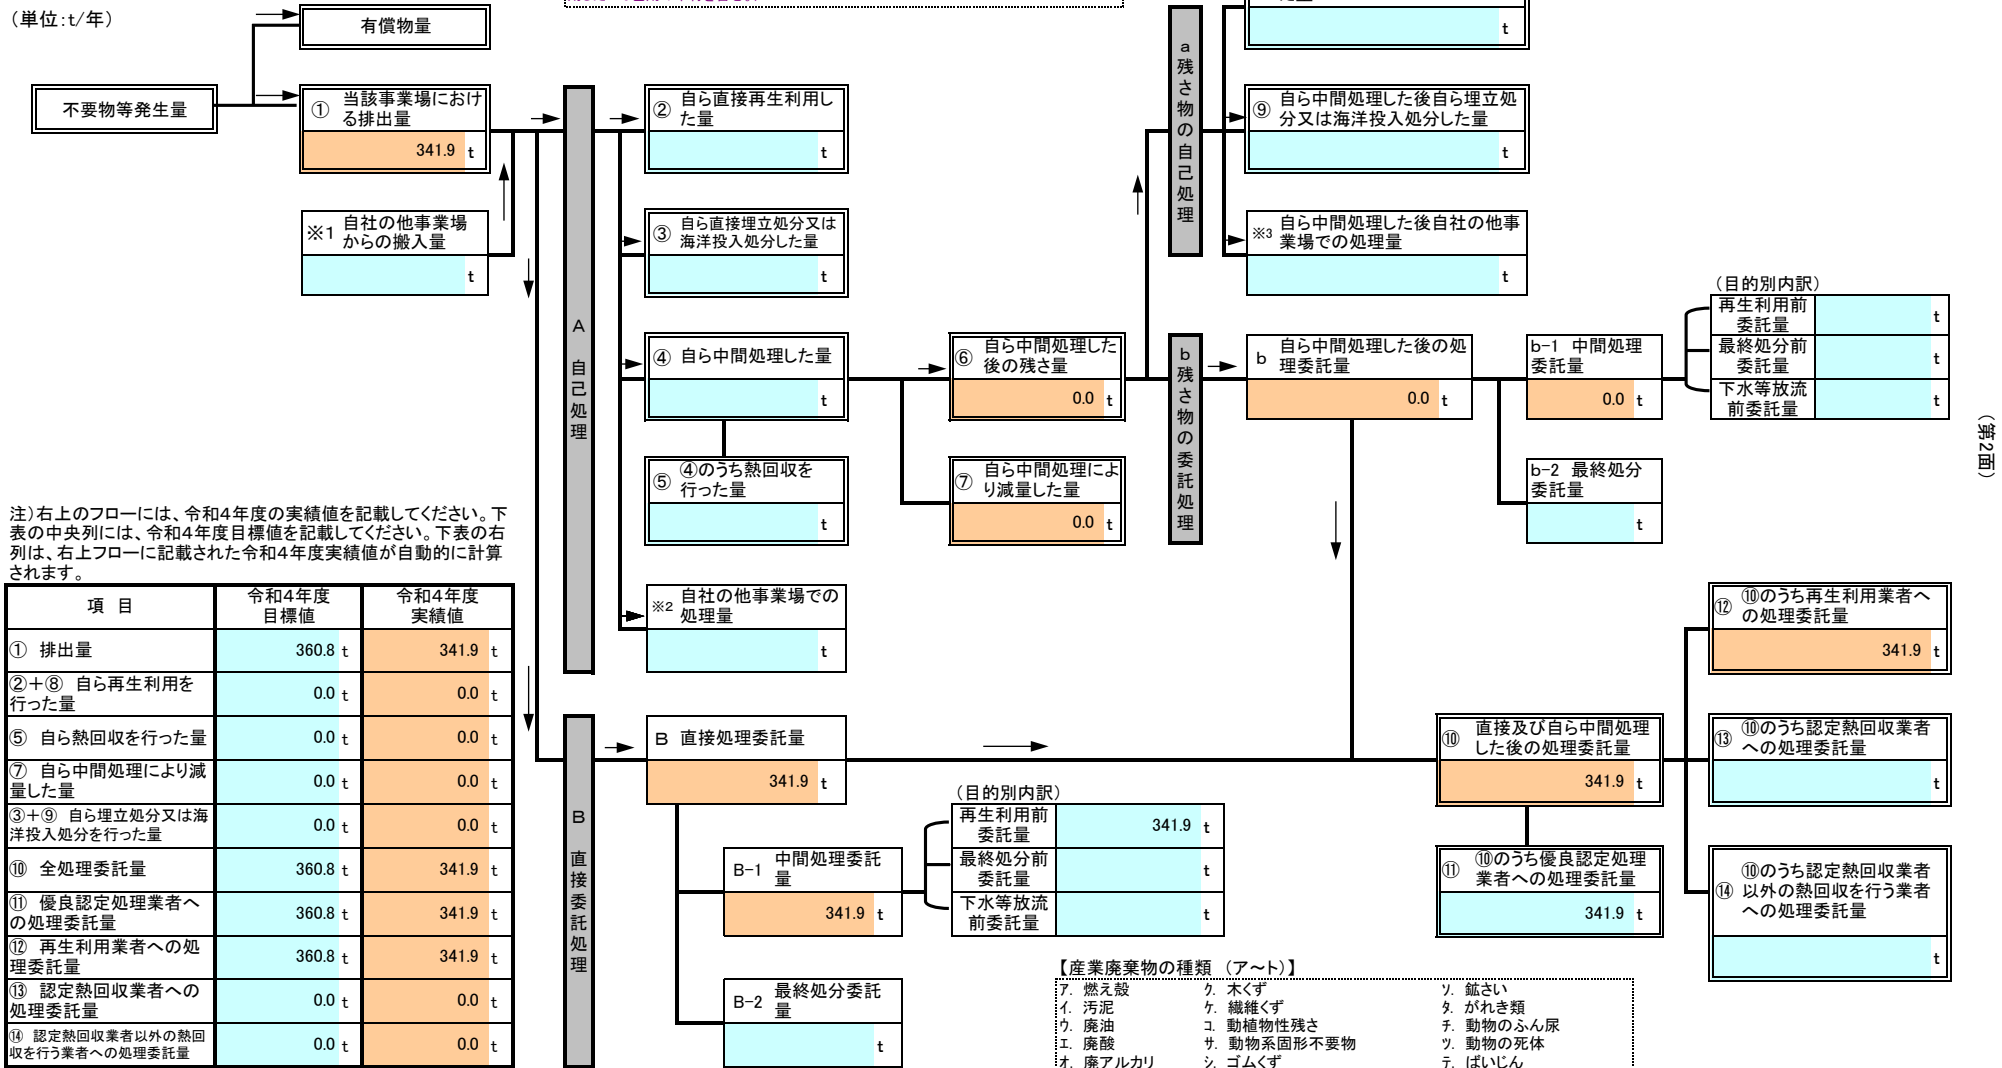 （単位:t/年）
有償物量
不要物等発生量
① 当該事業場におけ
る排出量
341.9 t
※1 自社の他事業場
からの搬入量
t
A 自己処理
② 自ら直接再生利用し
た量
t
③ 自ら直接埋立処分又は
海洋投入処分した量
t
④ 自ら中間処理した量
t
⑤ ④のうち熱回収を
行った量
t
※2 自社の他事業場での
処理量
t
⑥ 自ら中間処理した
後の残さ量
0.0 t
⑦ 自ら中間処理によ
り減量した量
0.0 t
a 残さ物の自己処理
t
⑨ 自ら中間処理した後自ら埋立処
分又は海洋投入処分した量
t
※3 自ら中間処理した後自社の他事
業場での処理量
t
b 残さ物の委託処理
b 自ら中間処理した後の処
理委託量
0.0 t
b-1 中間処理
委託量
0.0 t
b-2 最終処分
委託量
t
（目的別内訳）
再生利用前
委託量
t
最終処分前
委託量
t
下水等放流
前委託量
t
（第2面）
注）右上のフローには、令和4年度の実績値を記載してください。下
表の中央列には、令和4年度目標値を記載してください。下表の右
列は、右上フローに記載された令和4年度実績値が自動的に計算
されます。
項 目
令和4年度
目標値
令和4年度
実績値
① 排出量 360.8 t 341.9 t
②＋⑧ 自ら再生利用を
行った量 0.0 t 0.0 t
⑤ 自ら熱回収を行った量 0.0 t 0.0 t
⑦ 自ら中間処理により減
量した量 0.0 t 0.0 t
③＋⑨ 自ら埋立処分又は海
洋投入処分を行った量 0.0 t 0.0 t
⑩ 全処理委託量 360.8 t 341.9 t
⑪ 優良認定処理業者へ
の処理委託量 360.8 t 341.9 t
⑫ 再生利用業者への処
理委託量 360.8 t 341.9 t
⑬ 認定熱回収業者への
処理委託量 0.0 t 0.0 t
⑭ 認定熱回収業者以外の熱回
収を行う業者への処理委託量 0.0 t 0.0 t
B 直接委託処理
B 直接処理委託量
341.9 t
B-1 中間処理委託
量
341.9 t
B-2 最終処分委託
量
t
（目的別内訳）
再生利用前
委託量
341.9 t
最終処分前
委託量
t
下水等放流
前委託量
t
⑩ 直接及び自ら中間処理
した後の処理委託量
341.9 t
⑪ ⑩のうち優良認定処理
業者への処理委託量
341.9 t
⑫ ⑩のうち再生利用業者へ
の処理委託量
341.9 t
⑬ ⑩のうち認定熱回収業者
への処理委託量
t
⑭ ⑩のうち認定熱回収業者
以外の熱回収を行う業者
への処理委託量
t
【産業廃棄物の種類 （ア～ト）】
ア. 燃え殻 ク. 木くず ソ. 鉱さい
イ. 汚泥 ケ. 繊維くず タ. がれき類
ウ. 廃油 コ. 動植物性残さ チ. 動物のふん尿
エ. 廃酸 サ. 動物系固形不要物 ツ. 動物の死体
オ. 廃アルカリ シ. ゴムくず テ. ばいじん